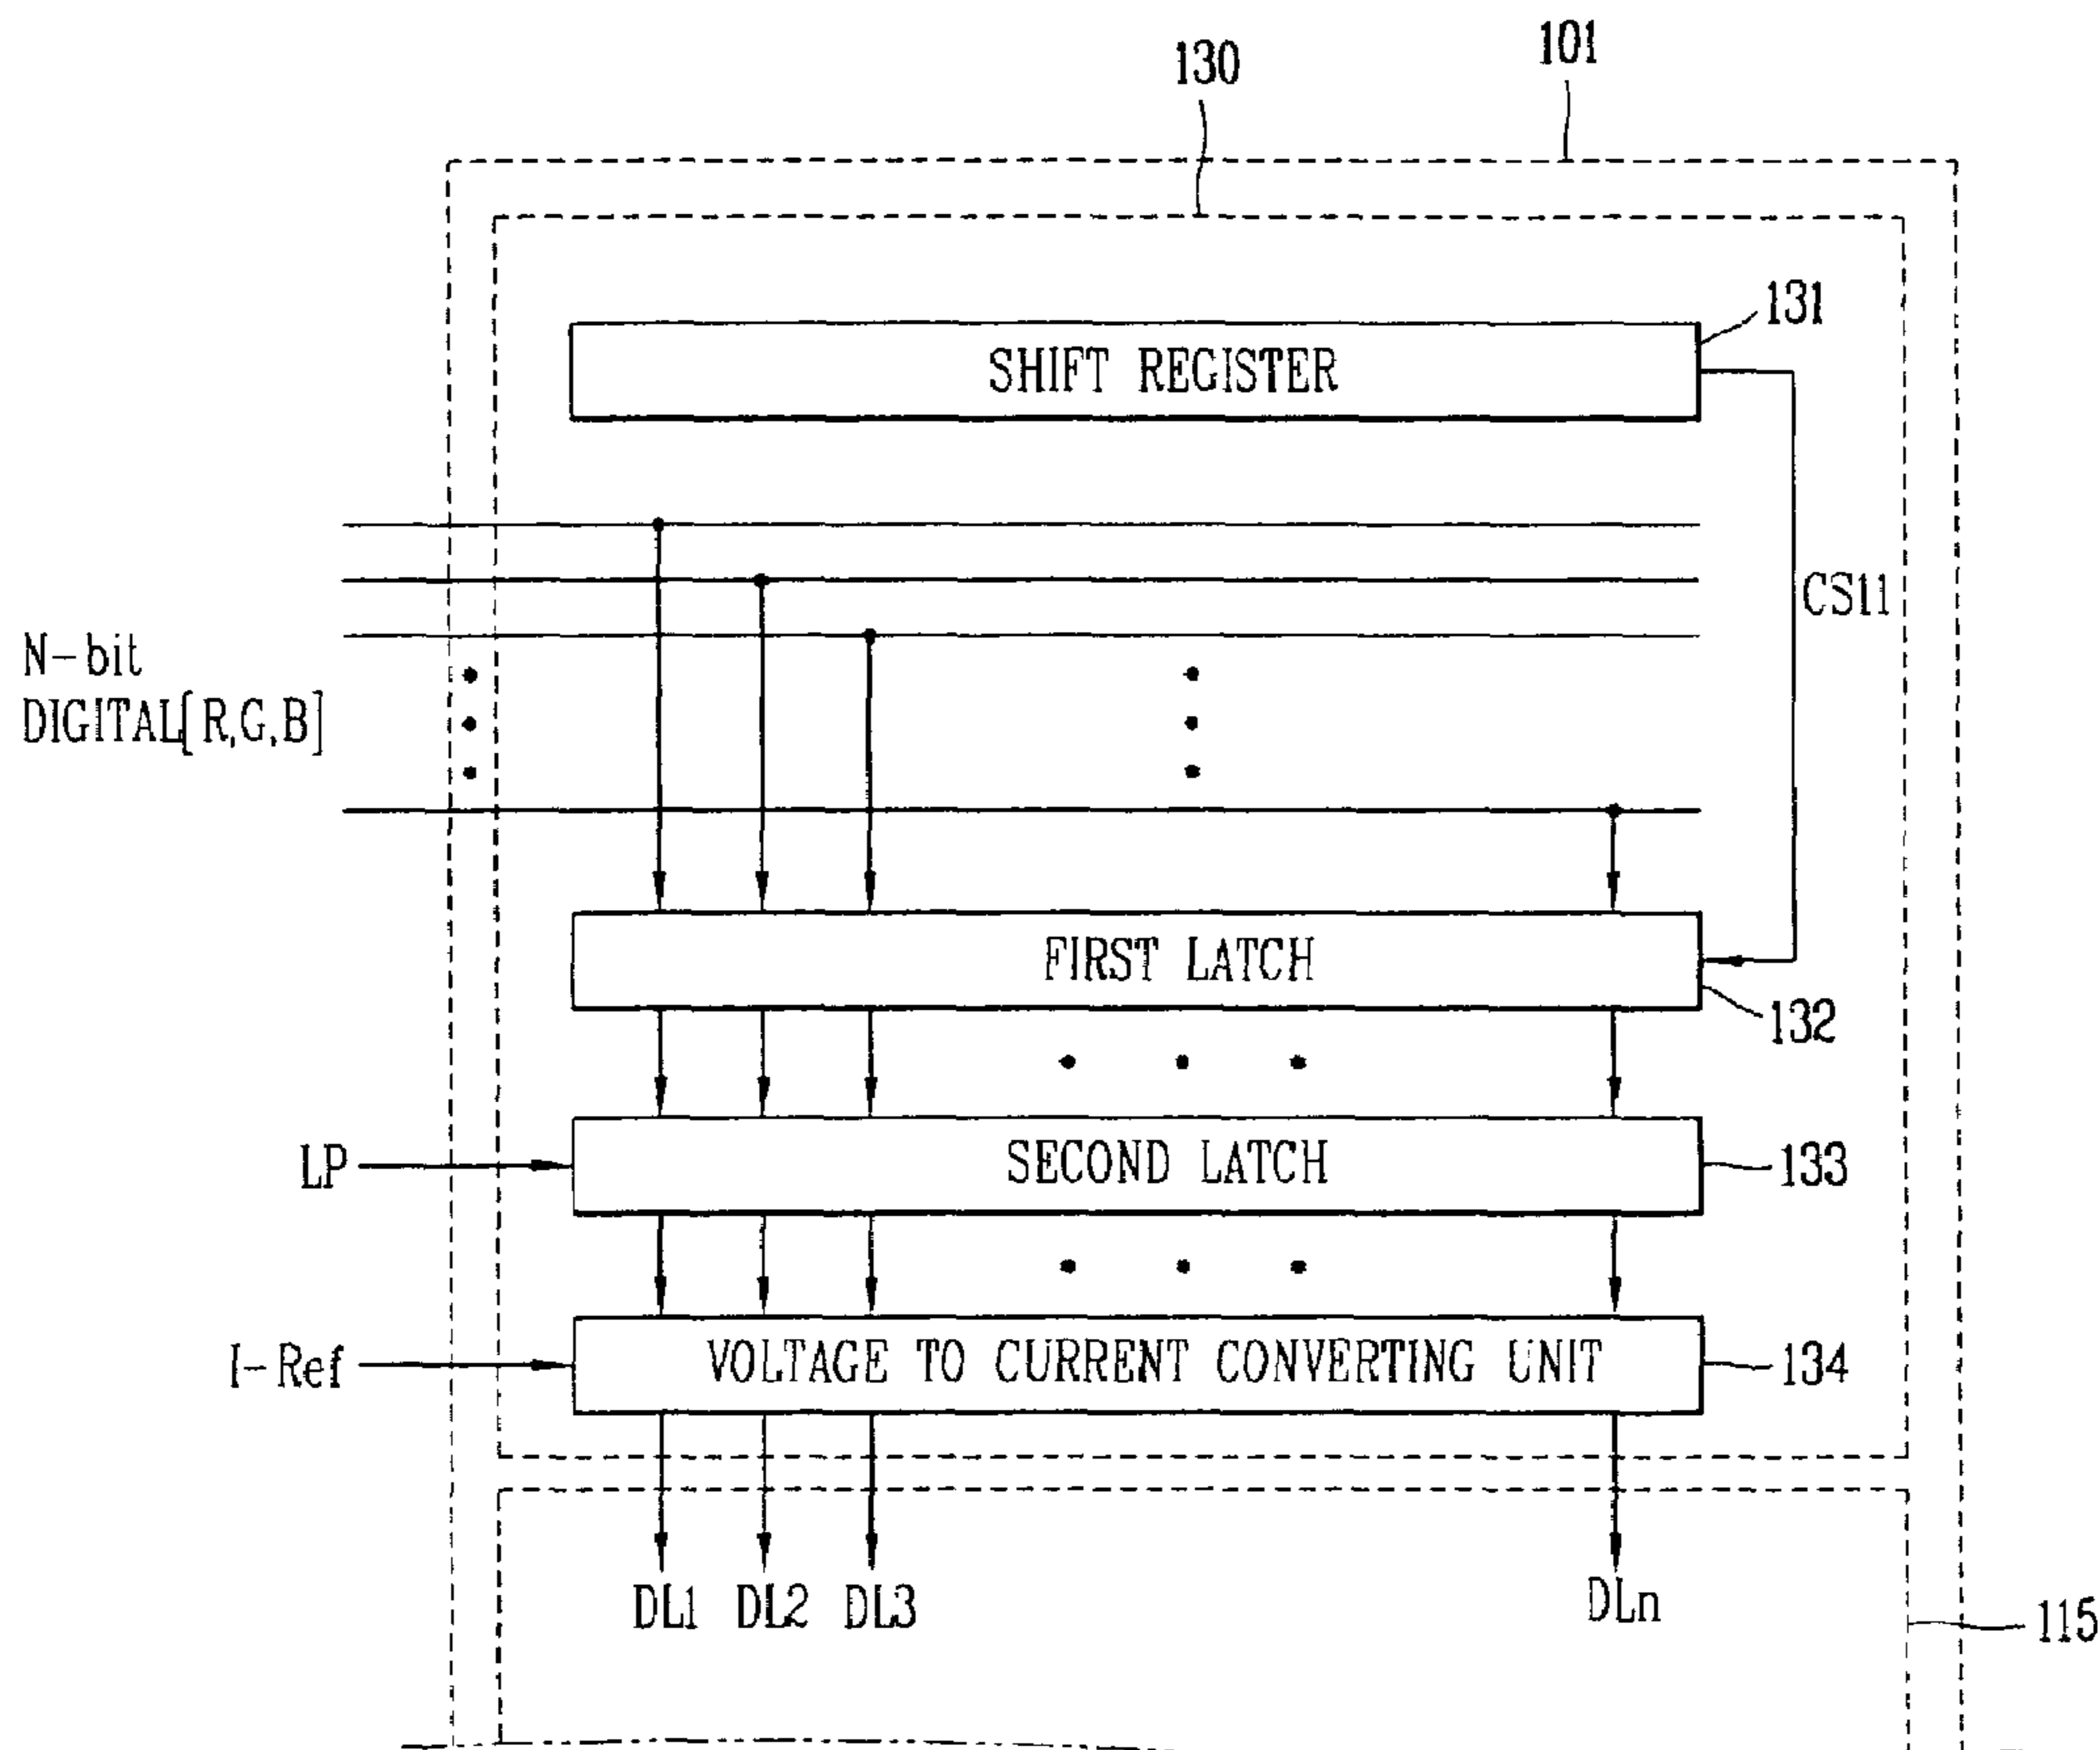 101
130
131
SHIFT REGISTER
CS11
N-bit
DIGITAL[R,G,B]
FIRST LATCH
132
LP
SECOND LATCH
133
I-Ref
VOLTAGE TO CURRENT CONVERTING UNIT
134
DL1 DL2 DL3 DLn
115